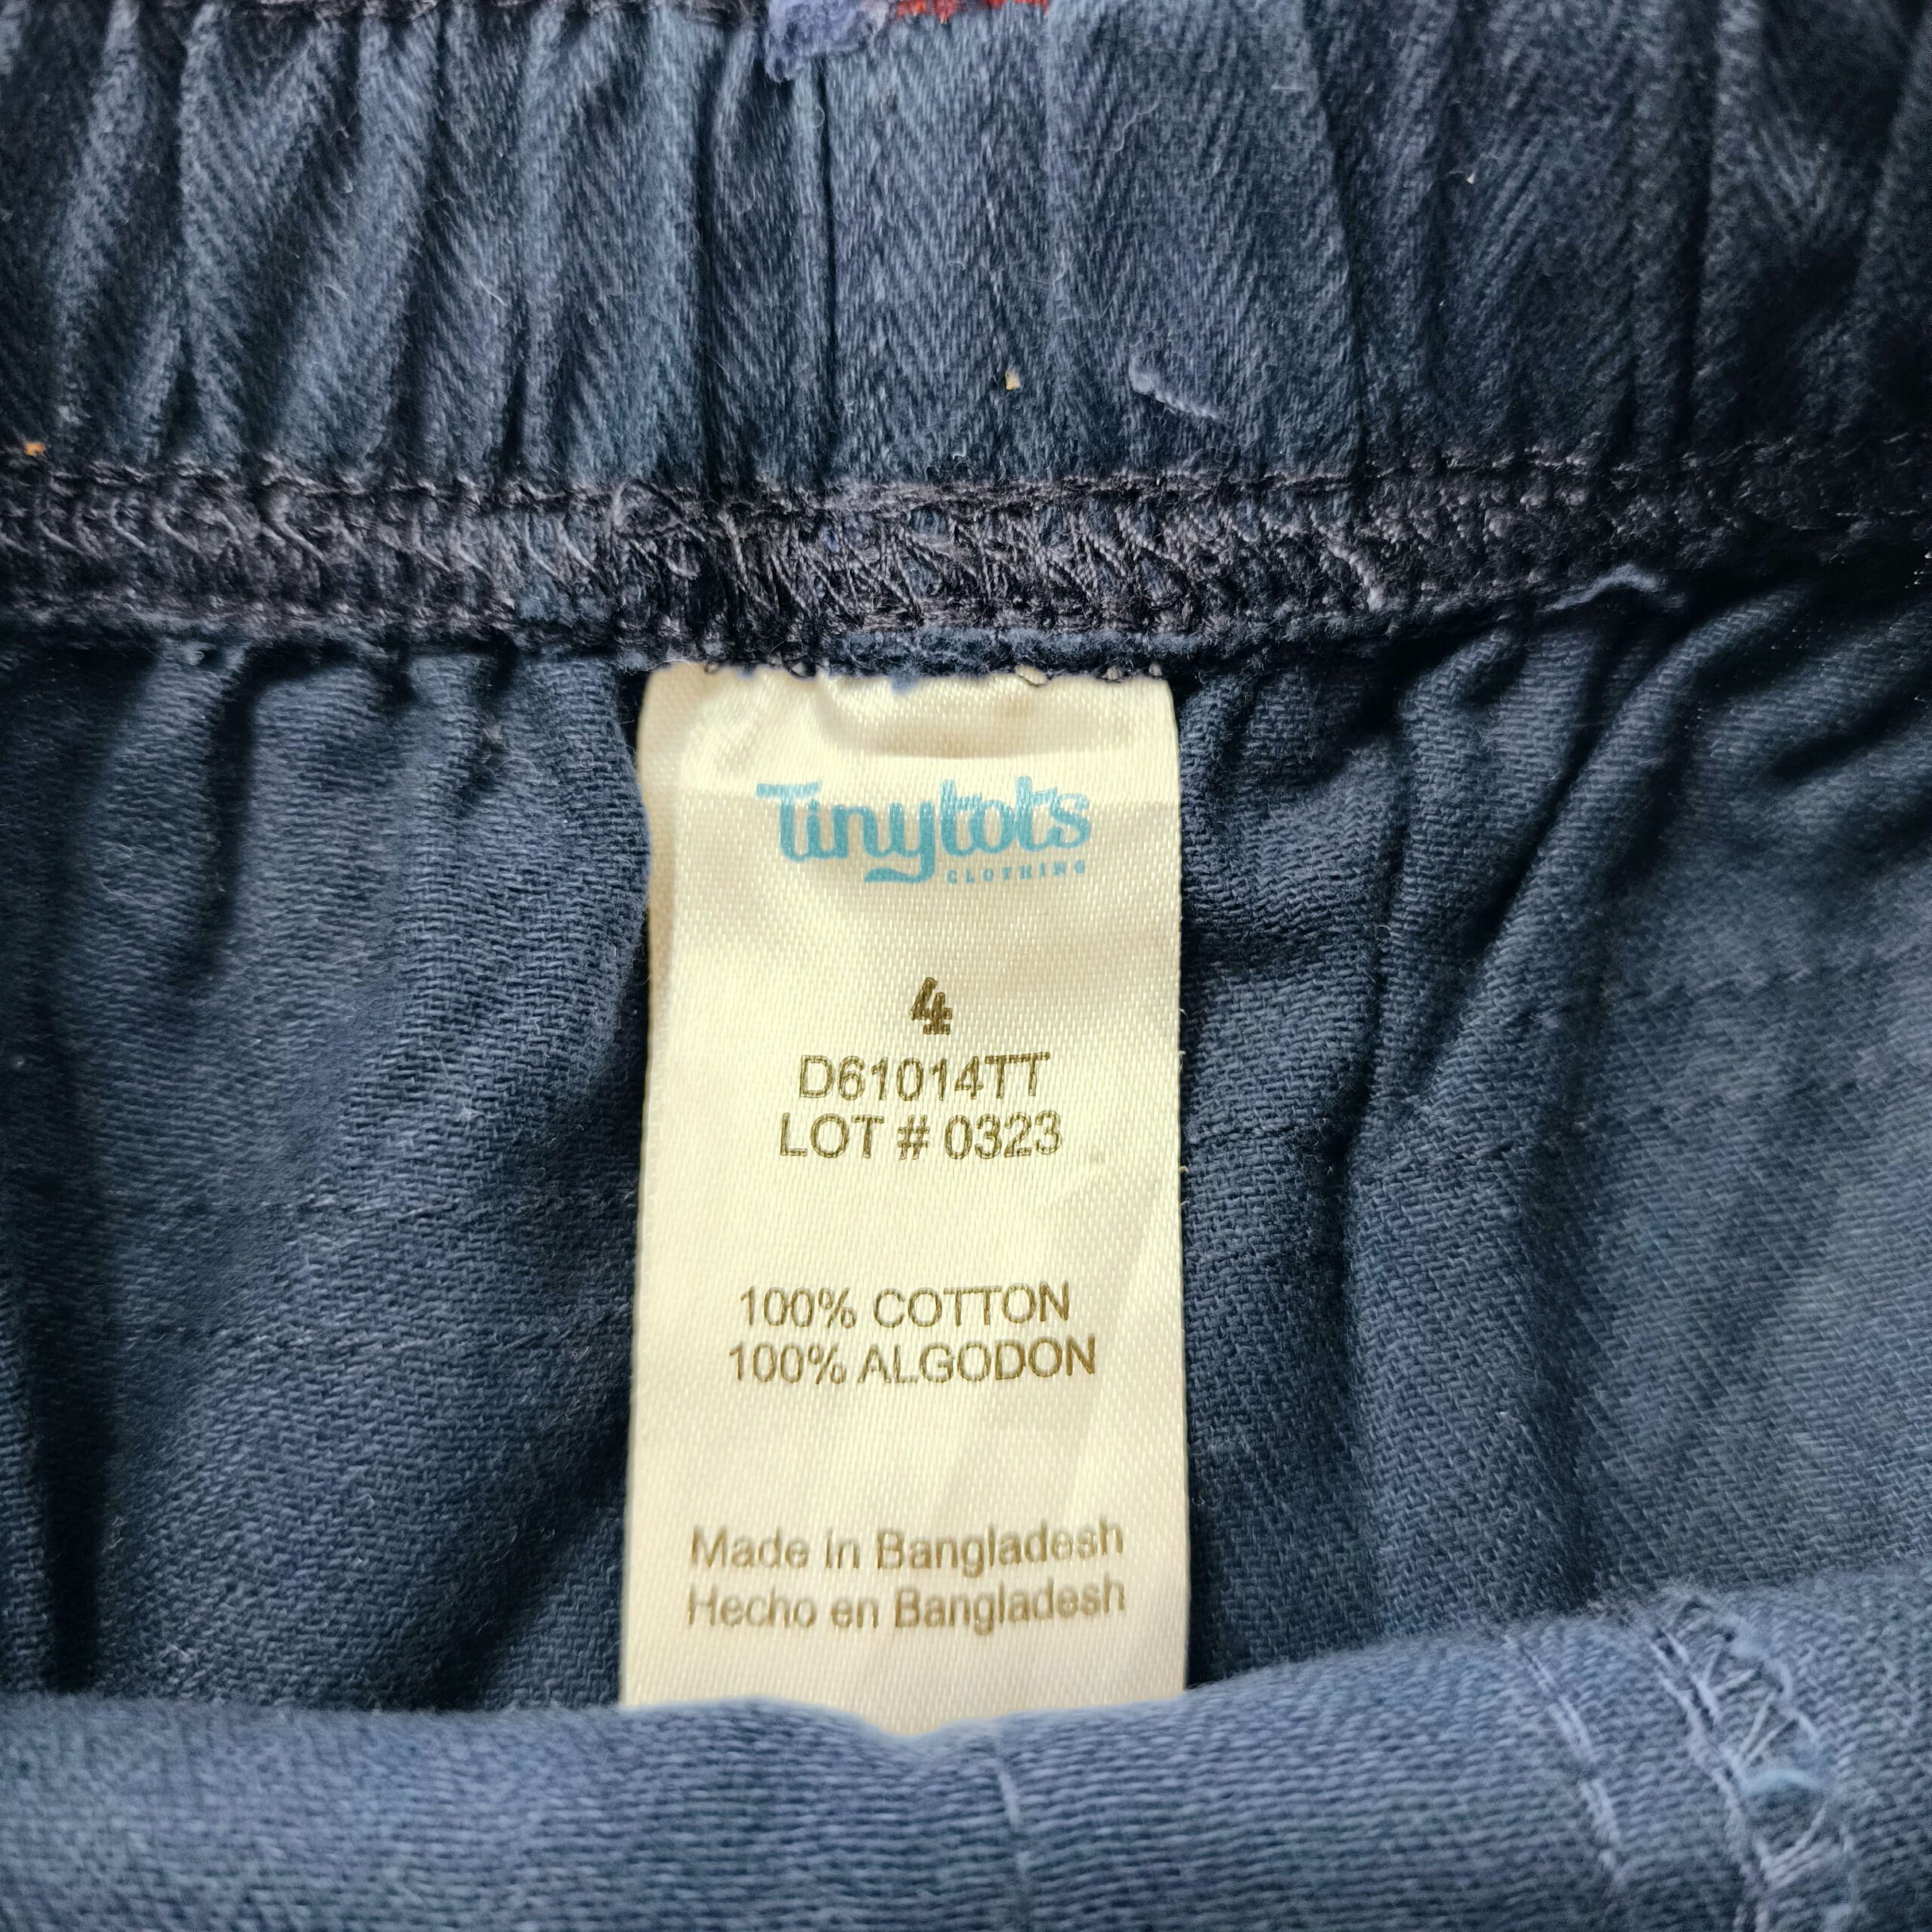 Tinytots
CLOTHING
4
D61014TT
LOT # 0323
100% COTTON
100% ALGODON
Made in Bangladesh
Hecho en Bangladesh